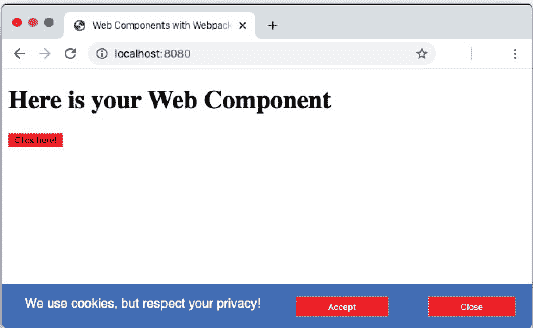 Web Components with Webpack
localhost:8080
Here is your Web Component
Click here!
We use cookies, but respect your privacy!
Accept
Close